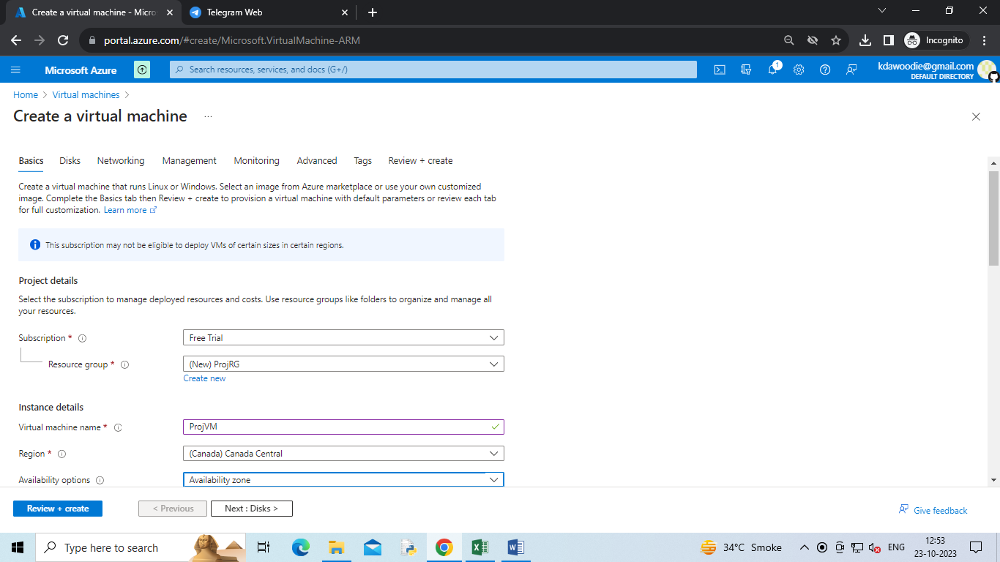 Create a virtual machine - Micro
Telegram Web
portal.azure.com/#create/Microsoft.VirtualMachine-ARM
Incognito
Microsoft Azure
Search resources, services, and docs (G+/)
1
kdawoodie@gmail.com
DEFAULT DIRECTORY
Home > Virtual machines >
Create a virtual machine ...
Basics Disks Networking Management Monitoring Advanced Tags Review + create
Create a virtual machine that runs Linux or Windows. Select an image from Azure marketplace or use your own customized
image. Complete the Basics tab then Review + create to provision a virtual machine with default parameters or review each tab
for full customization. Learn more
This subscription may not be eligible to deploy VMs of certain sizes in certain regions.
Project details
Select the subscription to manage deployed resources and costs. Use resource groups like folders to organize and manage all
your resources.
Subscription * Free Trial
Resource group * (New) ProjRG
Create new
Instance details
Virtual machine name * ProjVM
Region * (Canada) Canada Central
Availability options Availability zone
Review + create < Previous Next : Disks > Give feedback
Type here to search
34°C Smoke
ENG
12:53
23-10-2023